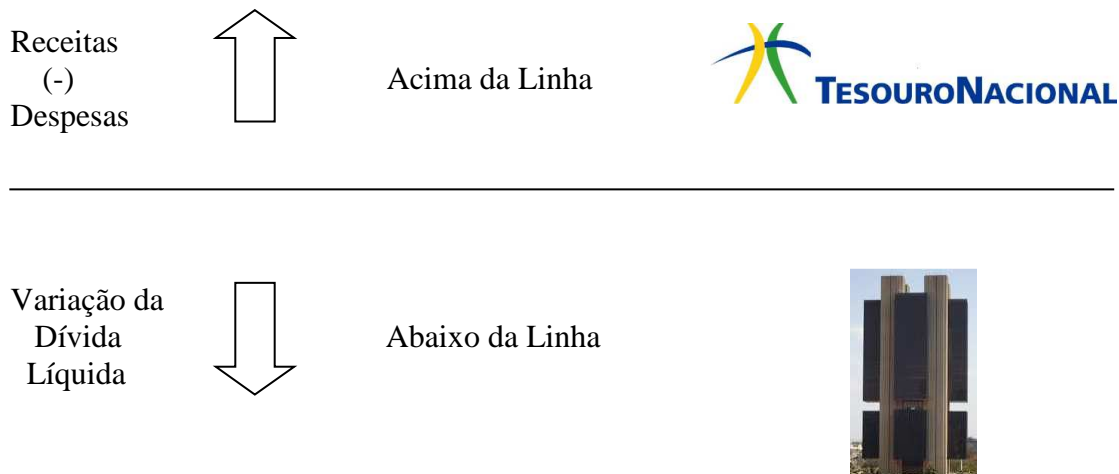 Receitas
(-)
Despesas
Acima da Linha
TESOURONACIONAL
Variação da
Dívida
Líquida
Abaixo da Linha